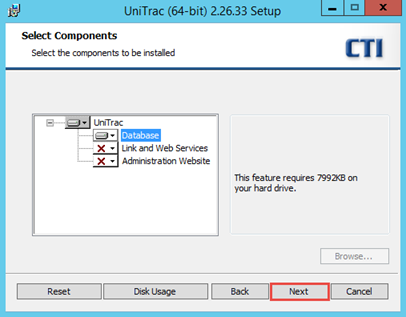 UniTrac (64-bit) 2.26.33 Setup
Select Components
Select the components to be installed
CTI
UniTrac
Database
Link and Web Services
Administration Website
This feature requires 7992KB on
your hard drive.
Browse...
Reset
Disk Usage
Back
Next
Cancel